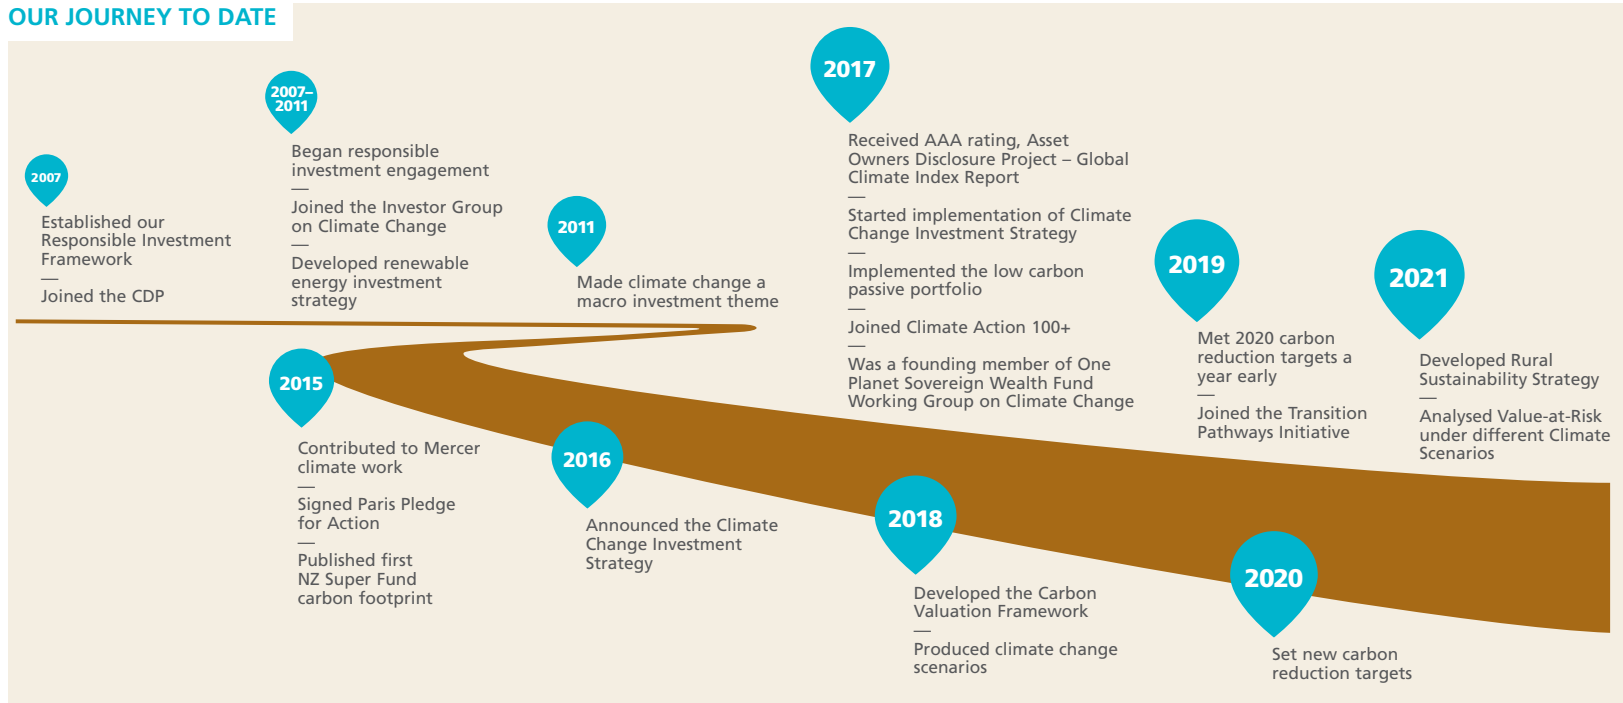 OUR JOURNEY TO DATE
2007
Established our
Responsible Investment
Framework
—
Joined the CDP
2007–
2011
Began responsible
investment engagement
—
Joined the Investor Group
on Climate Change
—
Developed renewable
energy investment
strategy
2011
Made climate change a
macro investment theme
2015
Contributed to Mercer
climate work
—
Signed Paris Pledge
for Action
—
Published first
NZ Super Fund
carbon footprint
2016
Announced the Climate
Change Investment
Strategy
2017
Received AAA rating, Asset
Owners Disclosure Project – Global
Climate Index Report
—
Started implementation of Climate
Change Investment Strategy
—
Implemented the low carbon
passive portfolio
—
Joined Climate Action 100+
—
Was a founding member of One
Planet Sovereign Wealth Fund
Working Group on Climate Change
2018
Developed the Carbon
Valuation Framework
—
Produced climate change
scenarios
2019
Met 2020 carbon
reduction targets a
year early
—
Joined the Transition
Pathways Initiative
2020
Set new carbon
reduction targets
2021
Developed Rural
Sustainability Strategy
—
Analysed Value-at-Risk
under different Climate
Scenarios